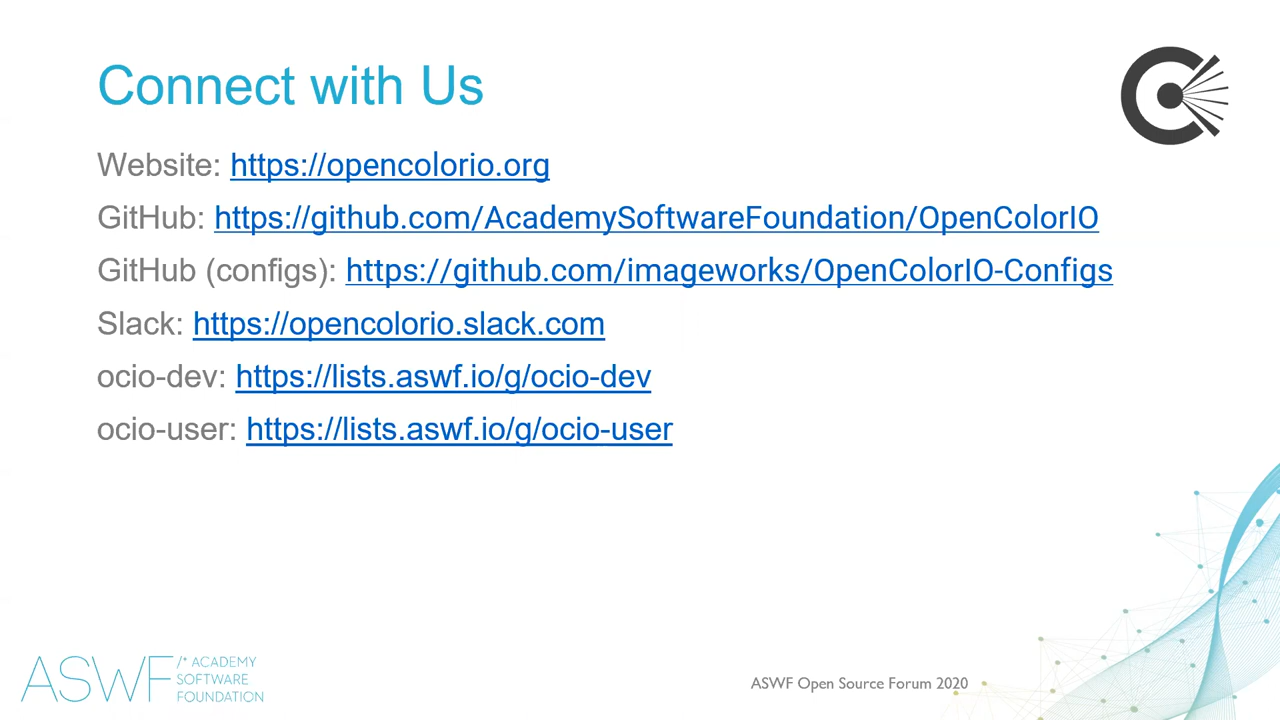 Connect with Us
Website: https://opencolorio.org
GitHub: https://github.com/AcademySoftwareFoundation/OpenColorIO
GitHub (configs): https://github.com/imageworks/OpenColorIO-Configs
Slack: https://opencolorio.slack.com
ocio-dev: https://lists.aswf.io/g/ocio-dev
ocio-user: https://lists.aswf.io/g/ocio-user
ASWF /* ACADEMY
SOFTWARE
FOUNDATION
ASWF Open Source Forum 2020